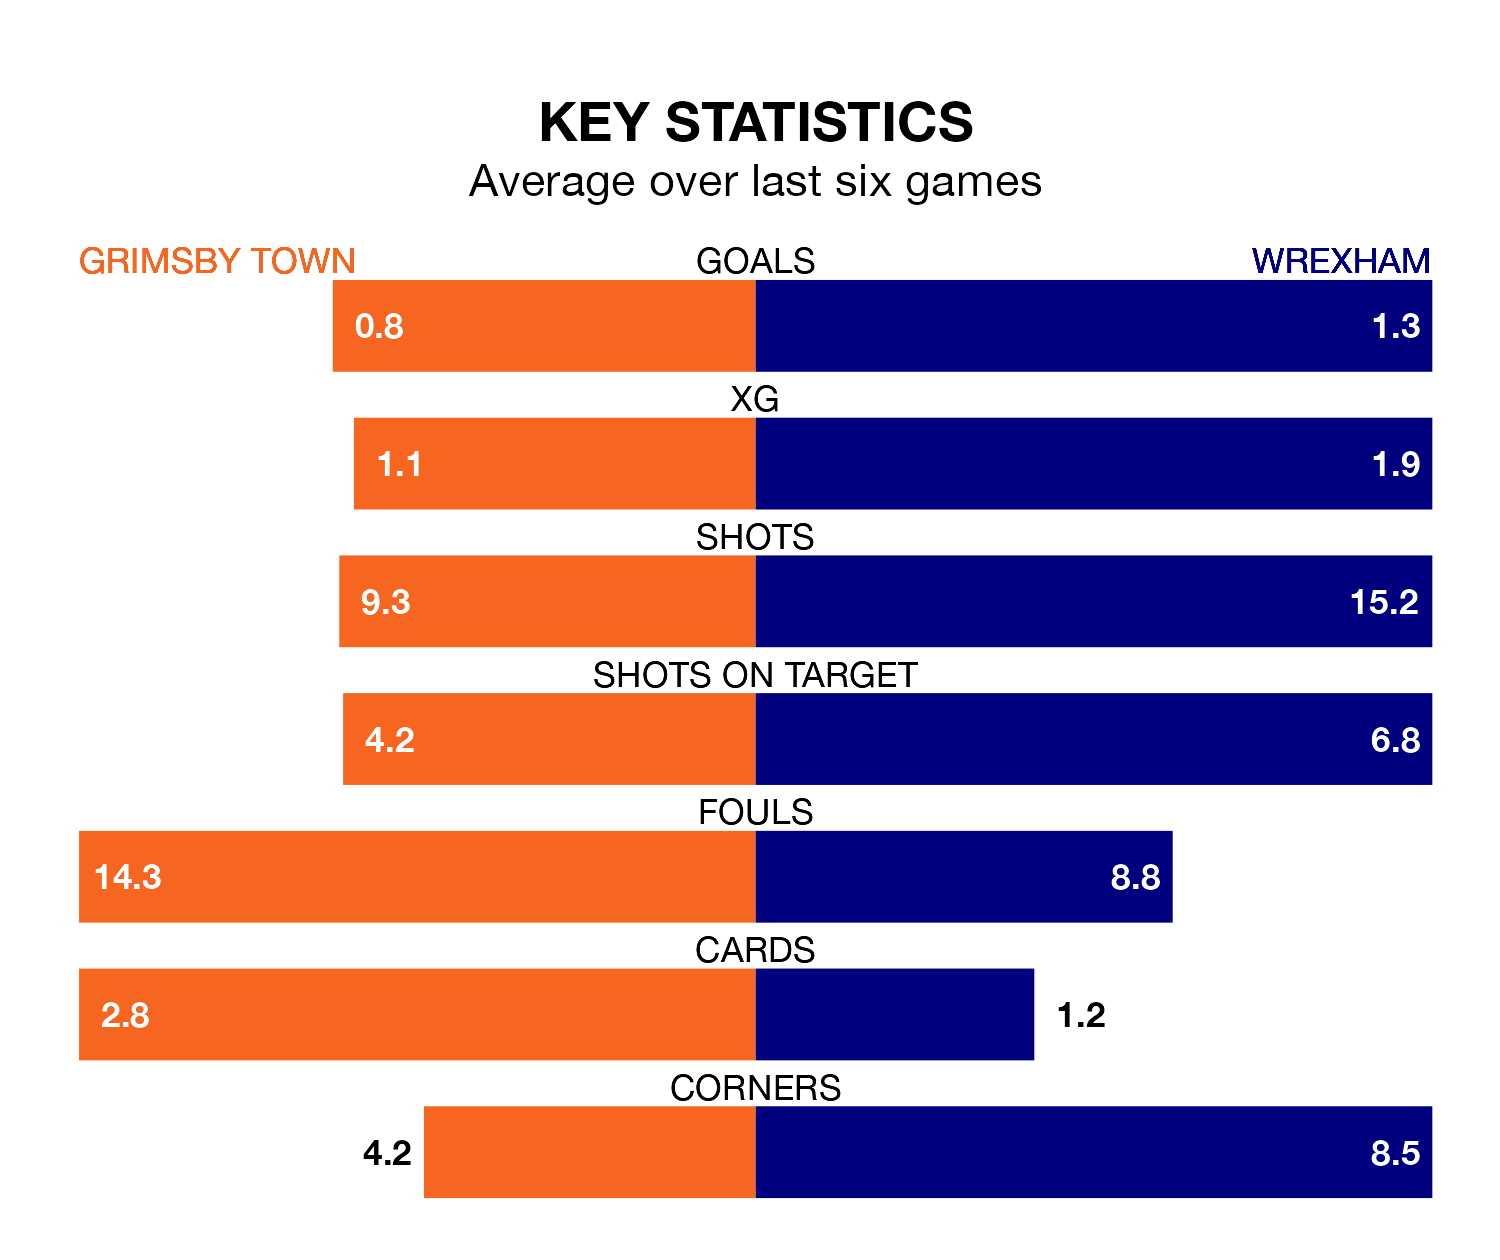 KEY STATISTICS
Average over last six games
GRIMSBY TOWN GOALS WREXHAM
0.8 1.3
XG
1.1 1.9
SHOTS
9.3 15.2
SHOTS ON TARGET
4.2 6.8
FOULS
14.3 8.8
CARDS
2.8 1.2
CORNERS
4.2 8.5